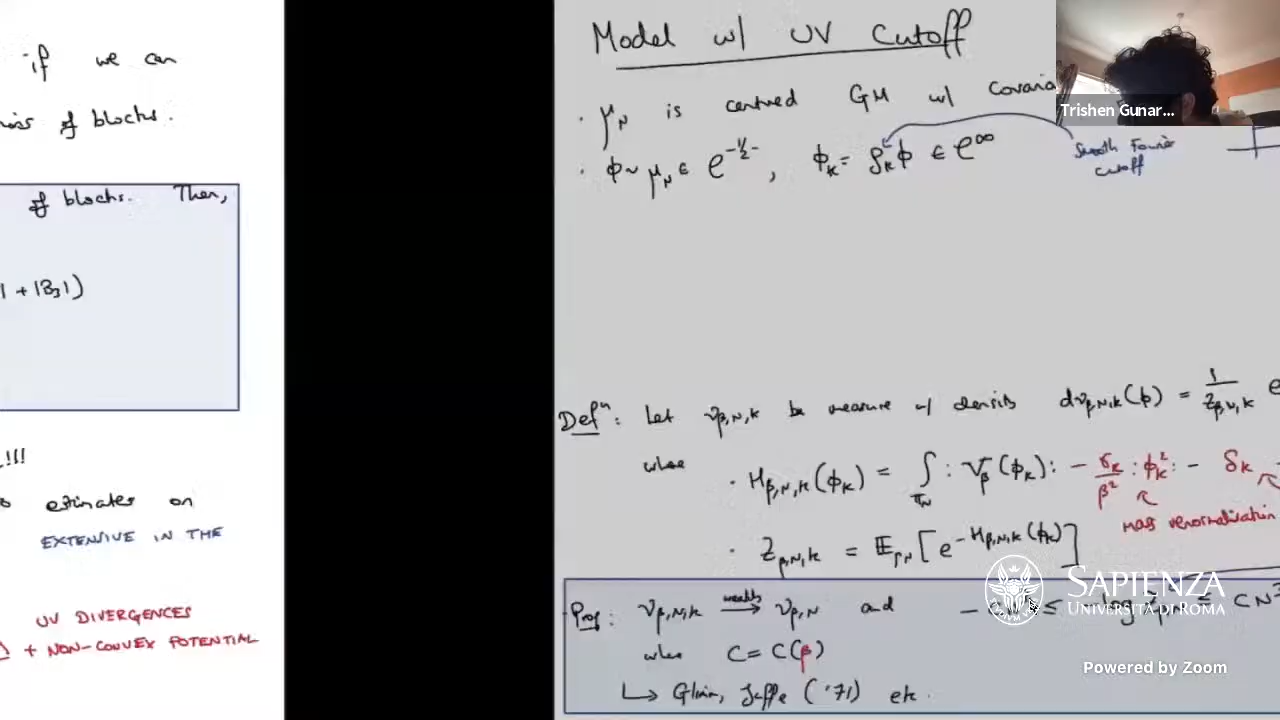 if we can
of blocks.
of blocks. Then,
| + |B₃|)
!!!
estimates on
EXTENSIVE IN THE
UV DIVERGENCES
+ NON-CONVEX POTENTIAL
Model w/ UV Cutoff
· μ_N is centred GM w/ covaria
· ϕ ~ μ_N ∈ C^{-1/2-}, ϕ_K = ρ_K ϕ ∈ C^∞
Smooth Fourier
cutoff
Trishen Gunar...
Defⁿ: Let ν_{β,N,K} be measure w/ density dν_{β,N,K}(ϕ) = 1/Z_{β,N,K} e
where · H_{β,N,K}(ϕ_K) = ∫_{T_N} :V_β(ϕ_K): - γ_K/β² :ϕ_K²: - δ_K
mass renormalisation
· Z_{β,N,K} = E_{μ_N}[e^{-H_{β,N,K}(ϕ_K)}]
Prop: ν_{β,N,K} →(weakly) ν_{β,N} and
where C = C(β)
↳ Glimm, Jaffe ('71) etc.
SAPIENZA
UNIVERSITÀ DI ROMA
Powered by Zoom